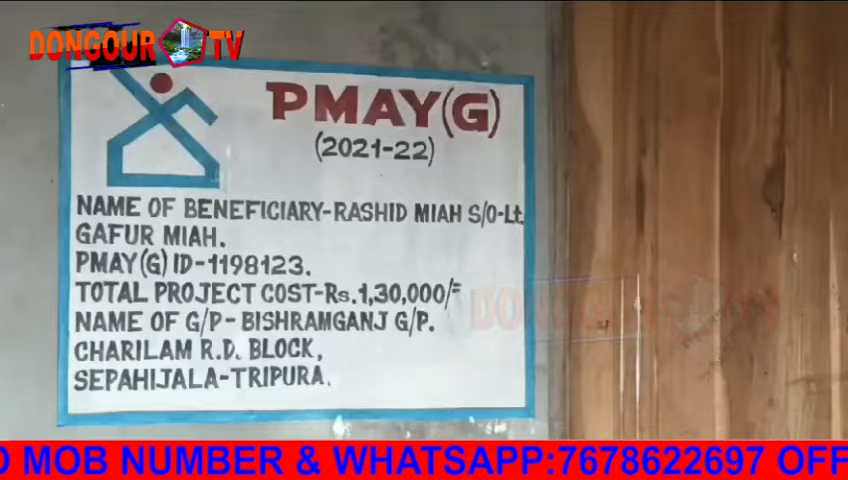 DONGOUR TV
PMAY(G)
(2021-22)
NAME OF BENEFICIARY-RASHID MIAH S/O-Lt.
GAFUR MIAH.
PMAY(G) ID-1198123.
TOTAL PROJECT COST-Rs.1,30,000/=
NAME OF G/P-BISHRAMGANJ G/P.
CHARILAM R.D. BLOCK,
SEPAHIJALA-TRIPURA.
DONGOUR TV
MOB NUMBER & WHATSAPP:7678622697 OFF